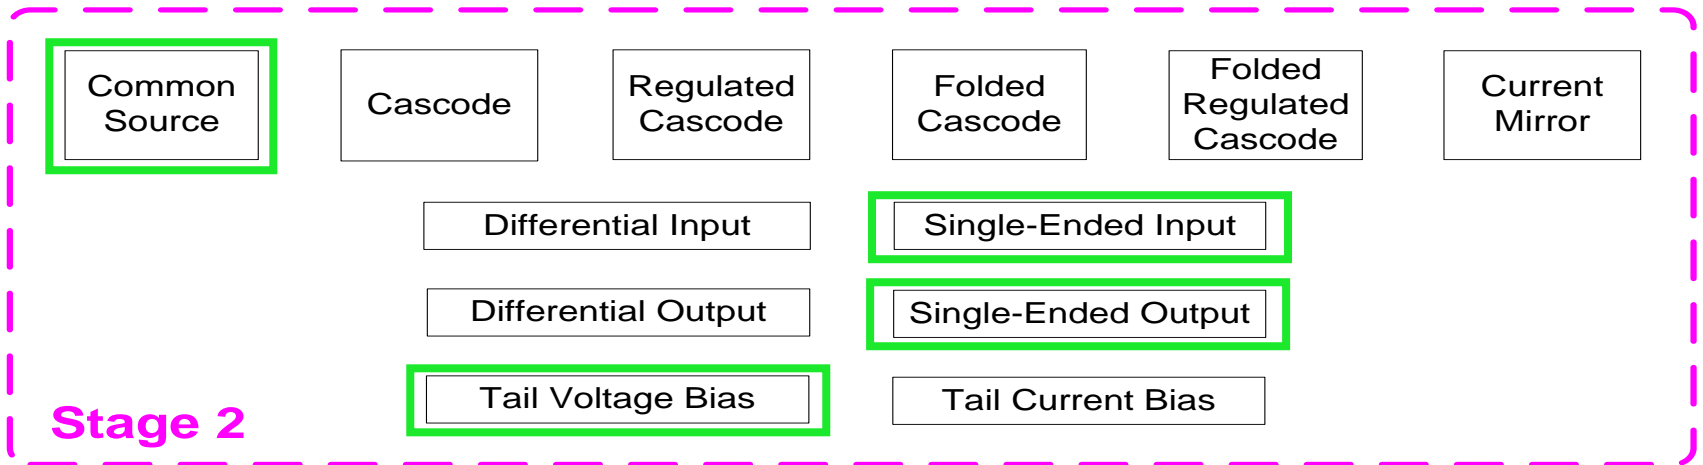 Common
Source
Cascode
Regulated
Cascode
Folded
Cascode
Folded
Regulated
Cascode
Current
Mirror
Differential Input
Single-Ended Input
Differential Output
Single-Ended Output
Tail Voltage Bias
Tail Current Bias
Stage 2